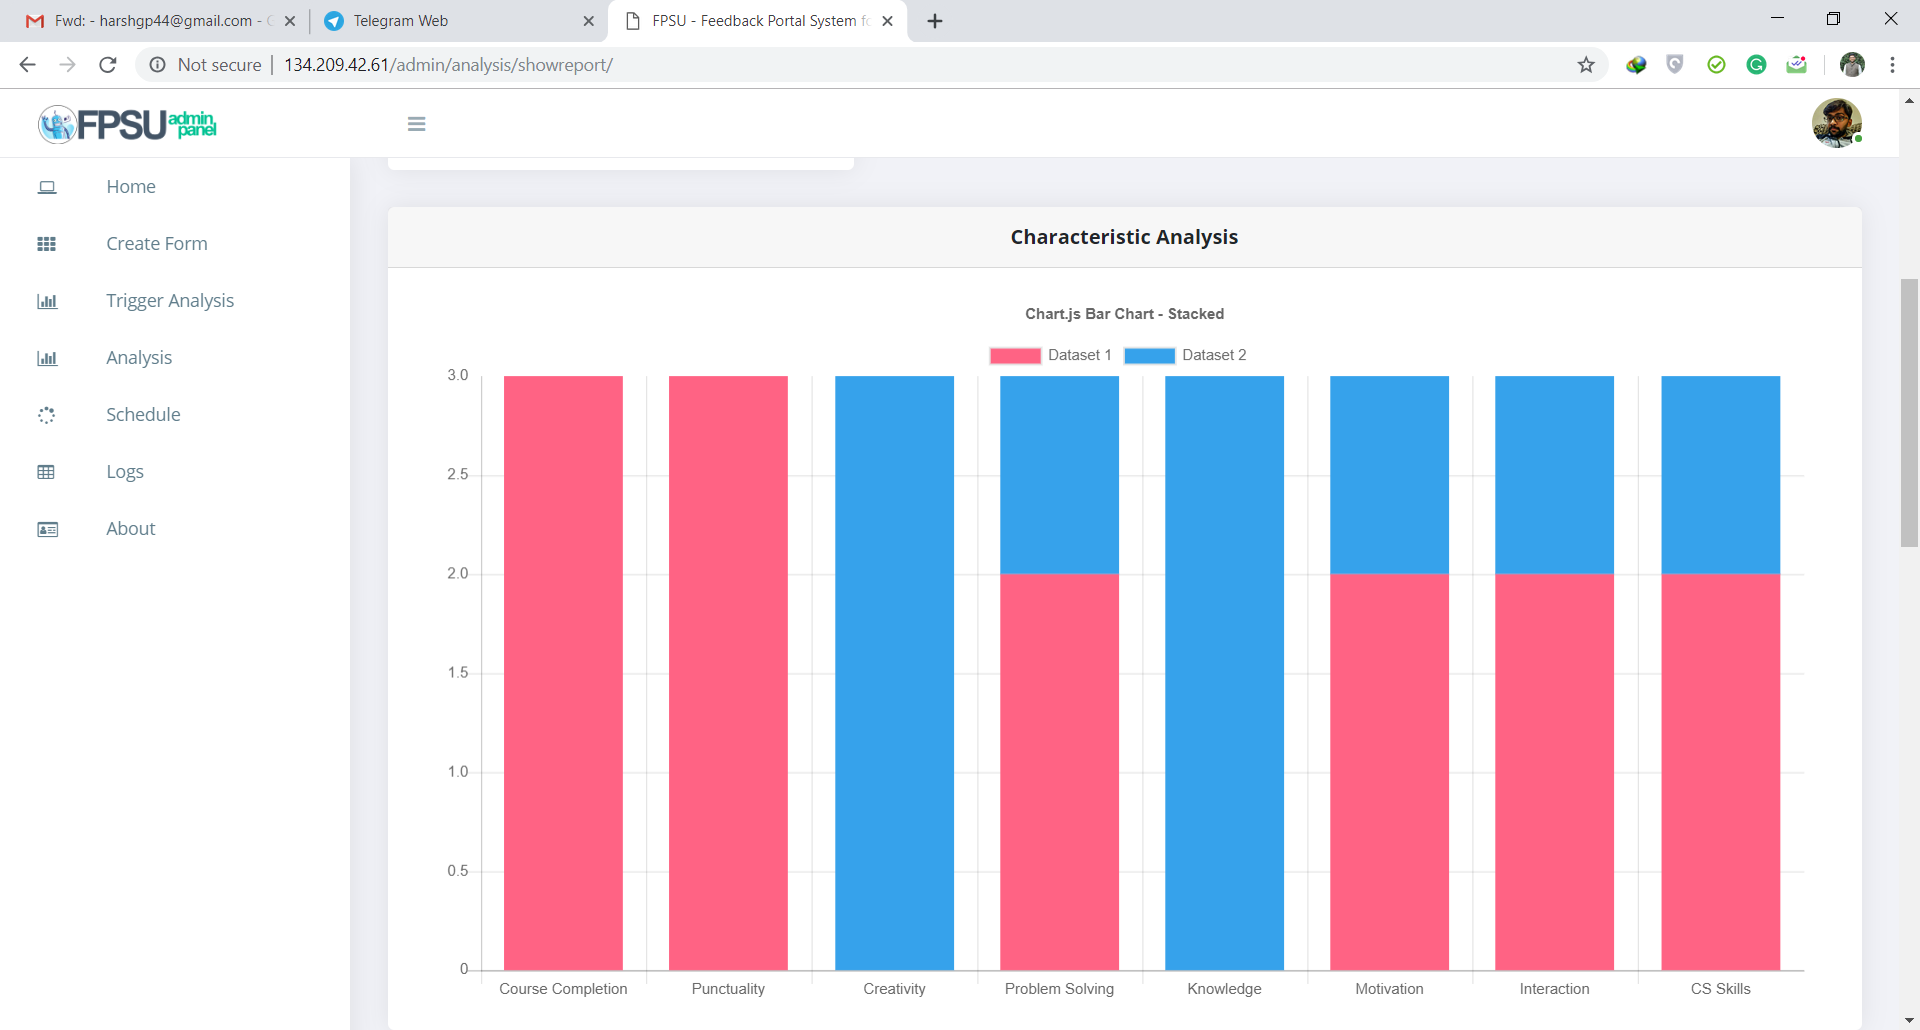 Fwd: - harshgp44@gmail.com -
Telegram Web
FPSU - Feedback Portal System
Not secure
134.209.42.61/admin/analysis/showreport/
FPSU admin panel
Home
Create Form
Trigger Analysis
Analysis
Schedule
Logs
About
Characteristic Analysis
Chart.js Bar Chart - Stacked
Dataset 1 Dataset 2
3.0
2.5
2.0
1.5
1.0
0.5
0
Course Completion Punctuality Creativity Problem Solving Knowledge Motivation Interaction CS Skills